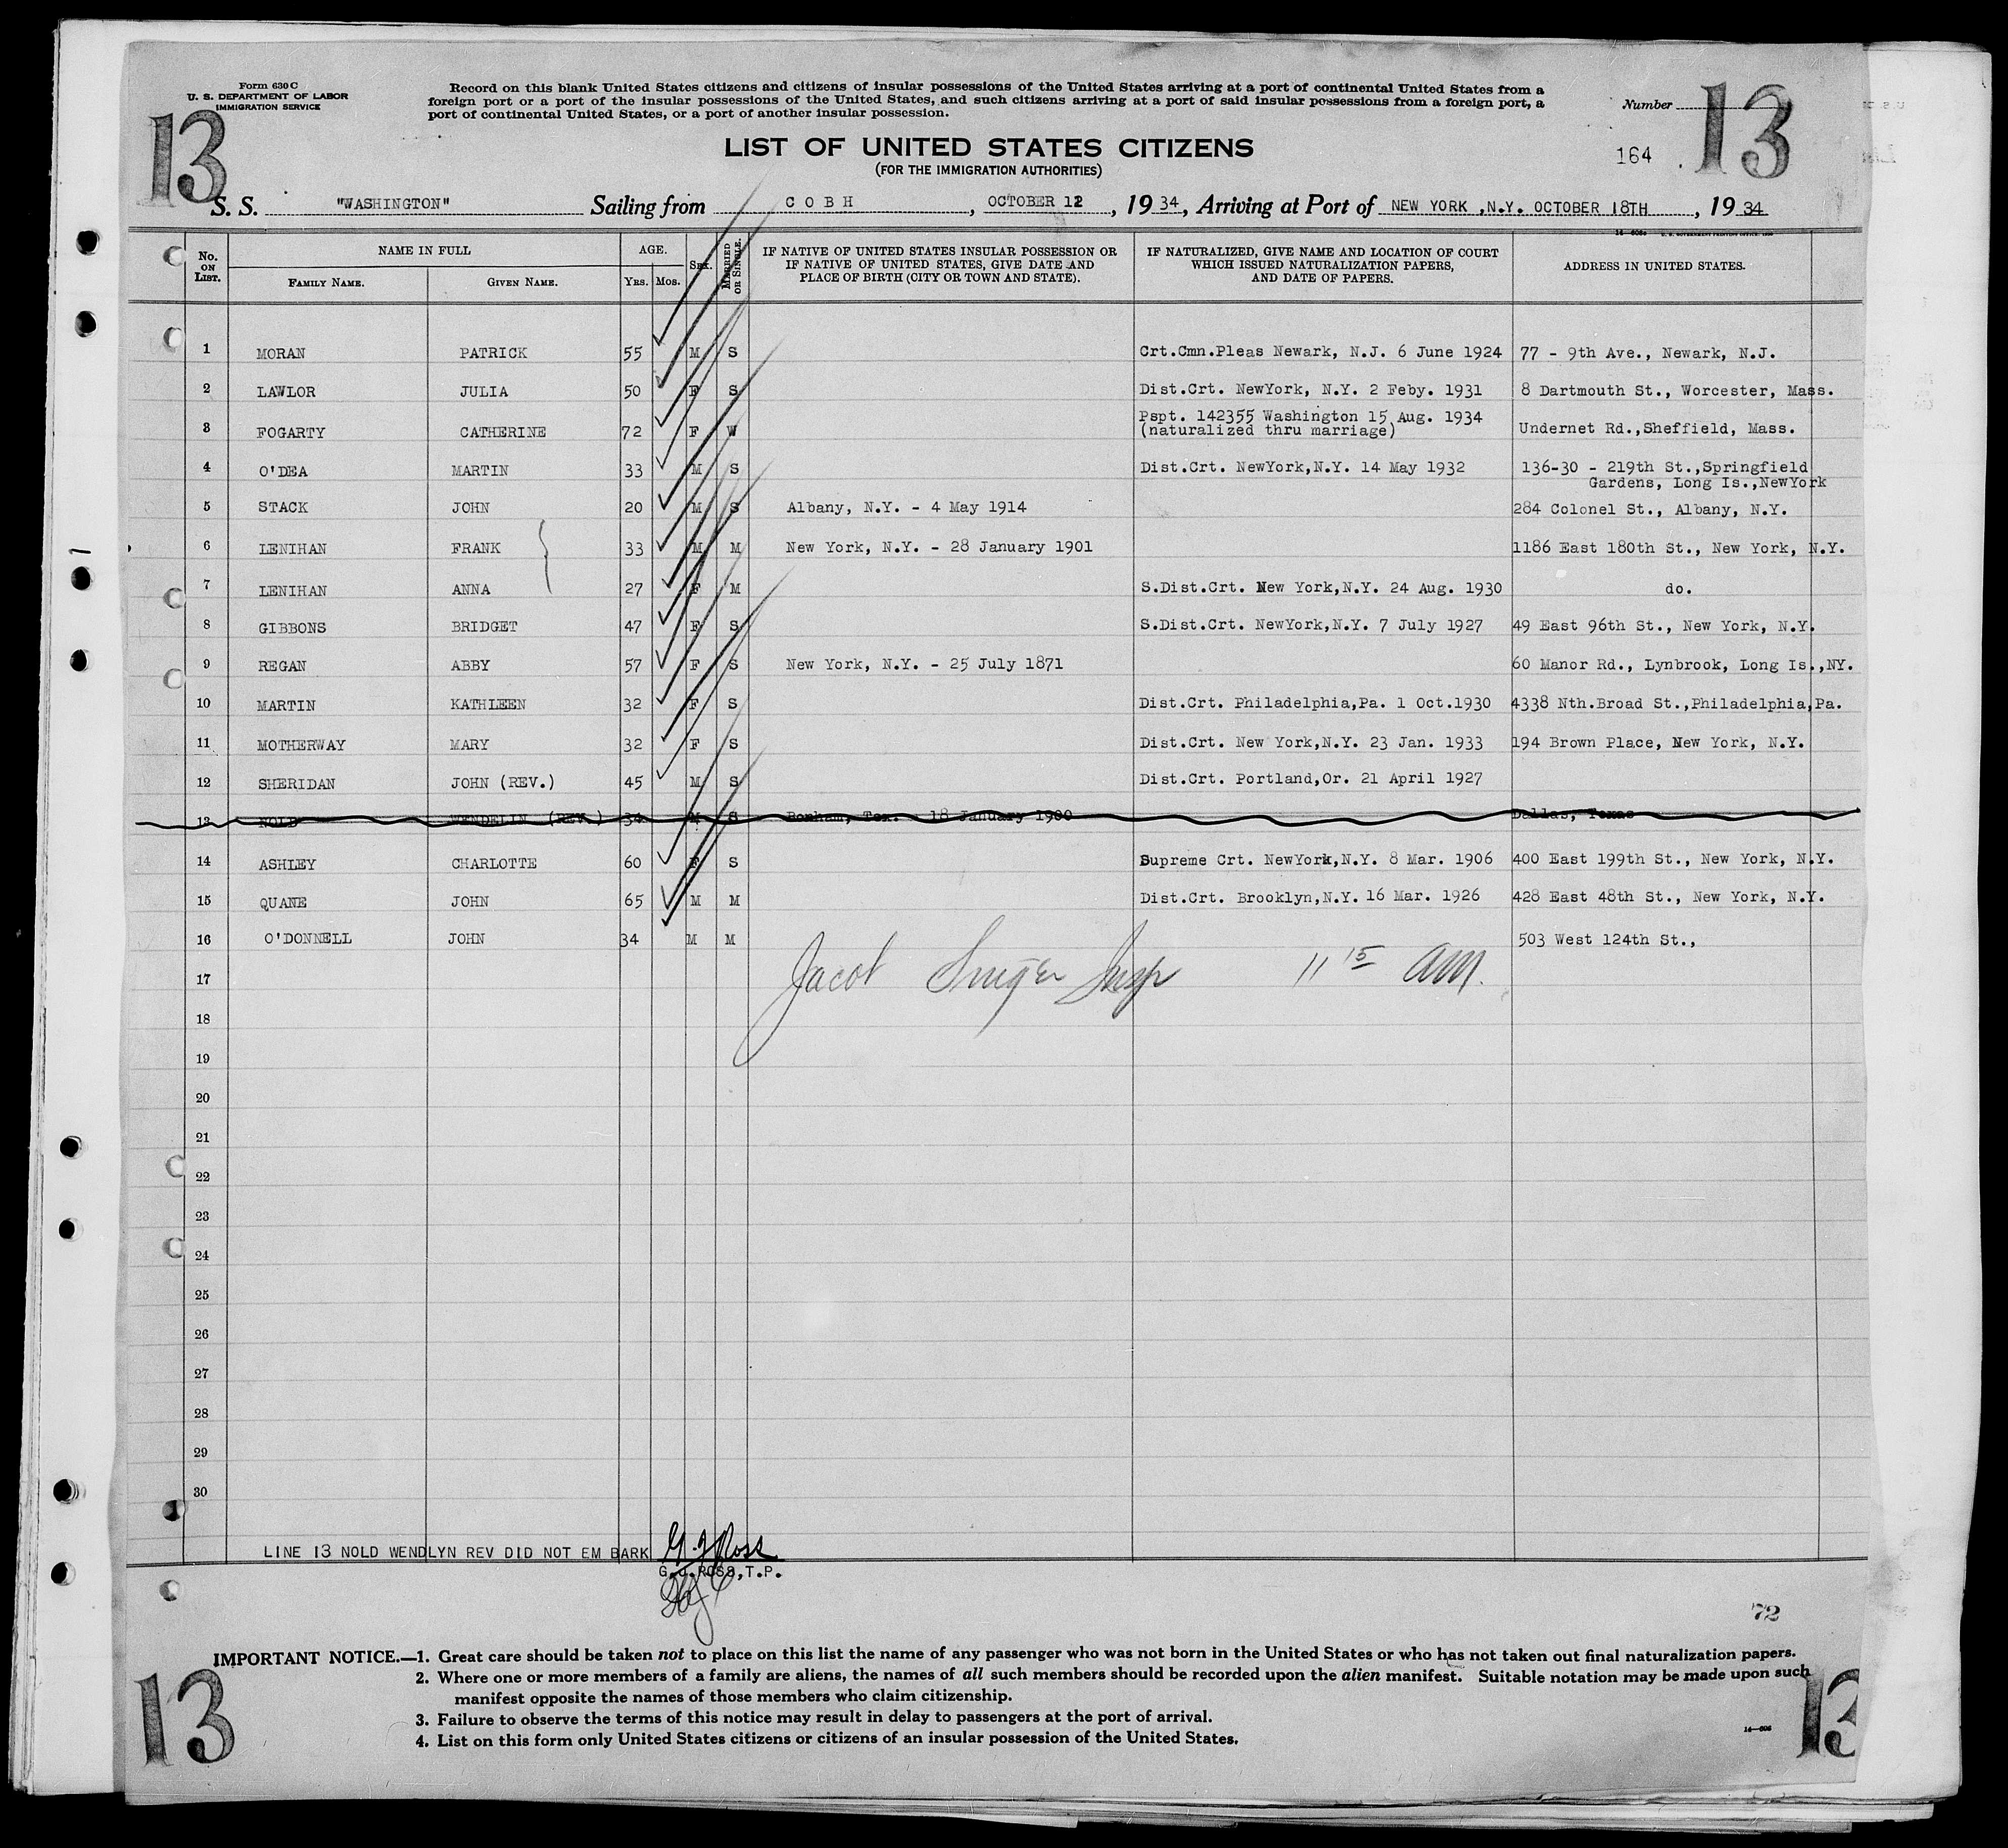 Form 630 C
U. S. DEPARTMENT OF LABOR
IMMIGRATION SERVICE
13
Record on this blank United States citizens and citizens of insular possessions of the United States arriving at a port of continental United States from a
foreign port or a port of the insular possessions of the United States, and such citizens arriving at a port of said insular possessions from a foreign port, a
port of continental United States, or a port of another insular possession.
Number
13
LIST OF UNITED STATES CITIZENS
(FOR THE IMMIGRATION AUTHORITIES)
164
S. S. "WASHINGTON" Sailing from COBH, OCTOBER 12, 1934, Arriving at Port of NEW YORK ,N.Y. OCTOBER 18TH, 1934
No. ON LIST. NAME IN FULL FAMILY NAME. GIVEN NAME. AGE. YRS. MOS. SEX. MARRIED OR SINGLE. IF NATIVE OF UNITED STATES INSULAR POSSESSION OR IF NATIVE OF UNITED STATES, GIVE DATE AND PLACE OF BIRTH (CITY OR TOWN AND STATE). IF NATURALIZED, GIVE NAME AND LOCATION OF COURT WHICH ISSUED NATURALIZATION PAPERS, AND DATE OF PAPERS. ADDRESS IN UNITED STATES.
1 MORAN PATRICK 55 M S Crt.Cmn.Pleas Newark, N.J. 6 June 1924 77 - 9th Ave., Newark, N.J.
2 LAWLOR JULIA 50 F S Dist.Crt. NewYork, N.Y. 2 Feby. 1931 8 Dartmouth St., Worcester, Mass.
3 FOGARTY CATHERINE 72 F W Pspt. 142355 Washington 15 Aug. 1934 (naturalized thru marriage) Undernet Rd.,Sheffield, Mass.
4 O'DEA MARTIN 33 M S Dist.Crt. NewYork,N.Y. 14 May 1932 136-30 - 219th St.,Springfield
Gardens, Long Is.,NewYork
5 STACK JOHN 20 M S Albany, N.Y. - 4 May 1914 284 Colonel St., Albany, N.Y.
6 LENIHAN FRANK 33 M M New York, N.Y. - 28 January 1901 1186 East 180th St., New York, N.Y.
7 LENIHAN ANNA 27 F M S.Dist.Crt. New York,N.Y. 24 Aug. 1930 do.
8 GIBBONS BRIDGET 47 F S S.Dist.Crt. NewYork,N.Y. 7 July 1927 49 East 96th St., New York, N.Y.
9 REGAN ABBY 57 F S New York, N.Y. - 25 July 1871 60 Manor Rd., Lynbrook, Long Is.,NY.
10 MARTIN KATHLEEN 32 F S Dist.Crt. Philadelphia,Pa. 1 Oct.1930 4338 Nth.Broad St.,Philadelphia,Pa.
11 MOTHERWAY MARY 32 F S Dist.Crt. New York,N.Y. 23 Jan. 1933 194 Brown Place, New York, N.Y.
12 SHERIDAN JOHN (REV.) 45 M S Dist.Crt. Portland,Or. 21 April 1927
13 NOLD WENDELIN (REV.) 34 M S Bonham, Tex. - 18 January 1900 Dallas, Texas
14 ASHLEY CHARLOTTE 60 F S Supreme Crt. NewYork,N.Y. 8 Mar. 1906 400 East 199th St., New York, N.Y.
15 QUANE JOHN 65 M M Dist.Crt. Brooklyn,N.Y. 16 Mar. 1926 428 East 48th St., New York, N.Y.
16 O'DONNELL JOHN 34 M M 503 West 124th St.,
17 Jacob Insp 11 15 AM.
18
19
20
21
22
23
24
25
26
27
28
29
30
LINE 13 NOLD WENDLYN REV DID NOT EM BARK G. J. Ross
G.J.ROSS,T.P.
72
IMPORTANT NOTICE.—1. Great care should be taken not to place on this list the name of any passenger who was not born in the United States or who has not taken out final naturalization papers.
2. Where one or more members of a family are aliens, the names of all such members should be recorded upon the alien manifest. Suitable notation may be made upon such
manifest opposite the names of those members who claim citizenship.
3. Failure to observe the terms of this notice may result in delay to passengers at the port of arrival.
4. List on this form only United States citizens or citizens of an insular possession of the United States.
13
13